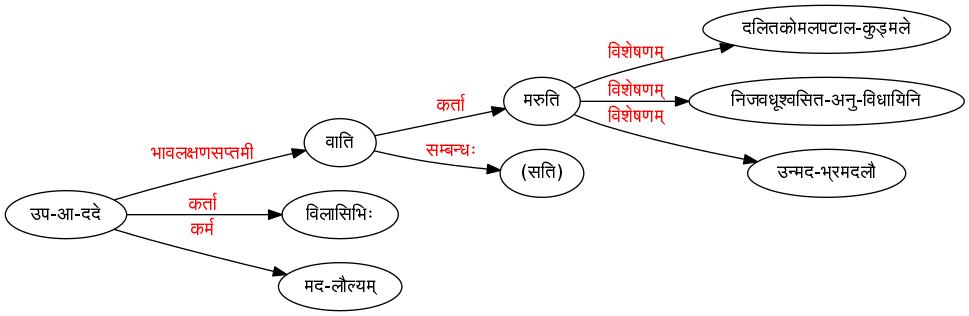 दलितकोमलपटाल-कुड्मले
विशेषणम्
विशेषणम्
निजवधूश्वसित-अनु-विधायिनि
मरुति
कर्ता
विशेषणम्
वाति
भावलक्षणसप्तमी
सम्बन्धः
(सति)
उन्मद-भ्रमदलौ
उप-आ-ददे
कर्ता
विलासिभिः
कर्म
मद-लौल्यम्